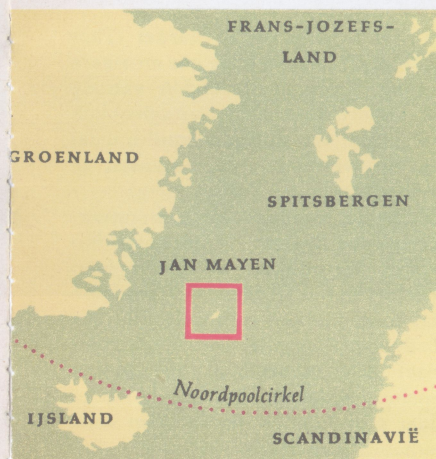 FRANS-JOZEFS-
LAND
GROENLAND
SPITSBERGEN
JAN MAYEN
Noordpoolcirkel
IJSLAND
SCANDINAVIË